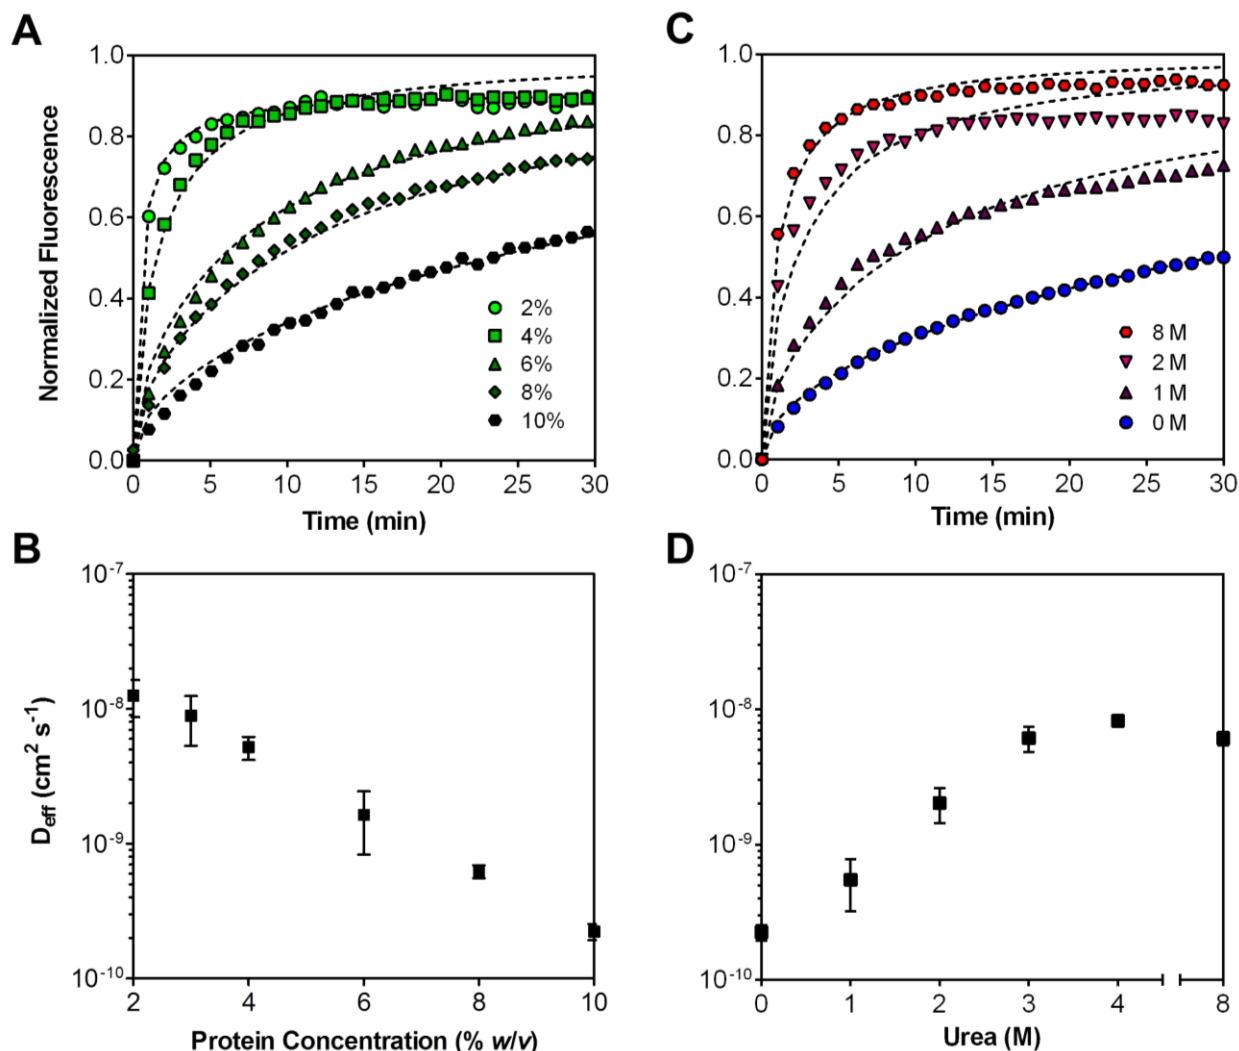 A
1.0
0.8
0.6
0.4
0.2
0.0
Normalized Fluorescence
2%
4%
6%
8%
10%
0 5 10 15 20 25 30
Time (min)
C
1.0
0.8
0.6
0.4
0.2
0.0
8 M
2 M
1 M
0 M
0 5 10 15 20 25 30
Time (min)
B
10-7
10-8
10-9
10-10
Deff (cm2 s-1)
2 4 6 8 10
Protein Concentration (% w/v)
D
10-7
10-8
10-9
10-10
0 1 2 3 4 8
Urea (M)